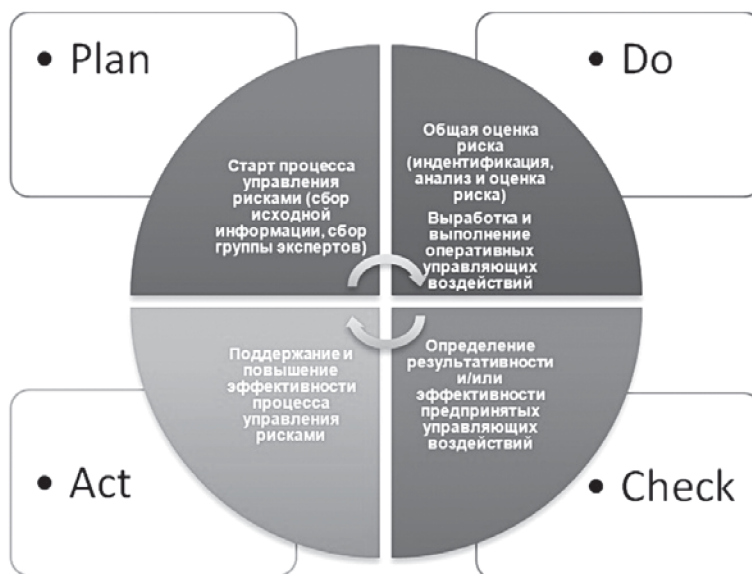 • Plan
Старт процесса
управления
рисками (сбор
исходной
информации, сбор
группы экспертов)
• Do
Общая оценка
риска
(индентификация,
анализ и оценка
риска)
Выработка и
выполнение
оперативных
управляющих
воздействий
Определение
результативности
и/или
эффективности
предпринятых
управляющих
воздействий
• Check
Поддержание и
повышение
эффективности
процесса
управления
рисками
• Act